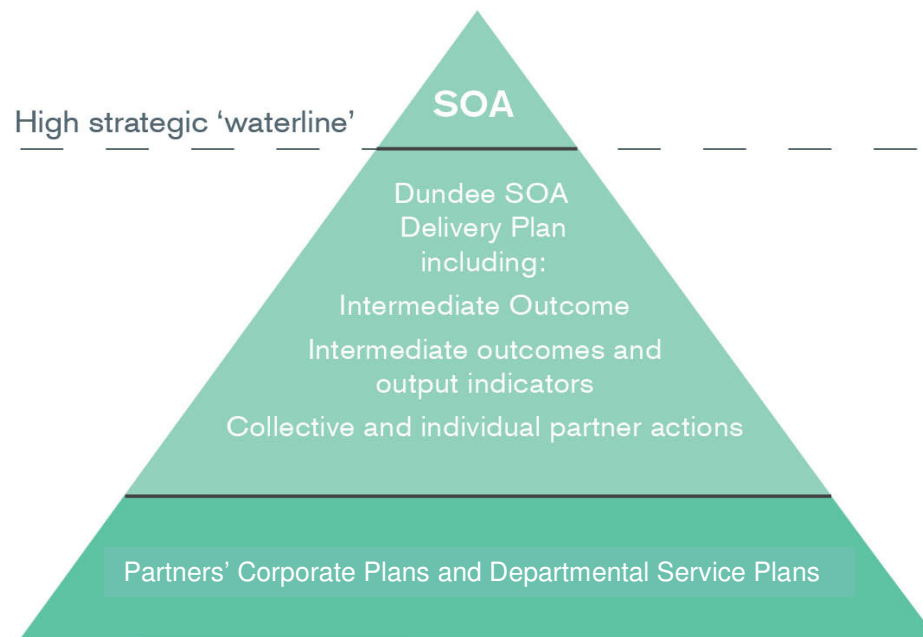 SOA
High strategic ‘waterline’
Dundee SOA
Delivery Plan
including:
Intermediate Outcome
Intermediate outcomes and
output indicators
Collective and individual partner actions
Partners’ Corporate Plans and Departmental Service Plans